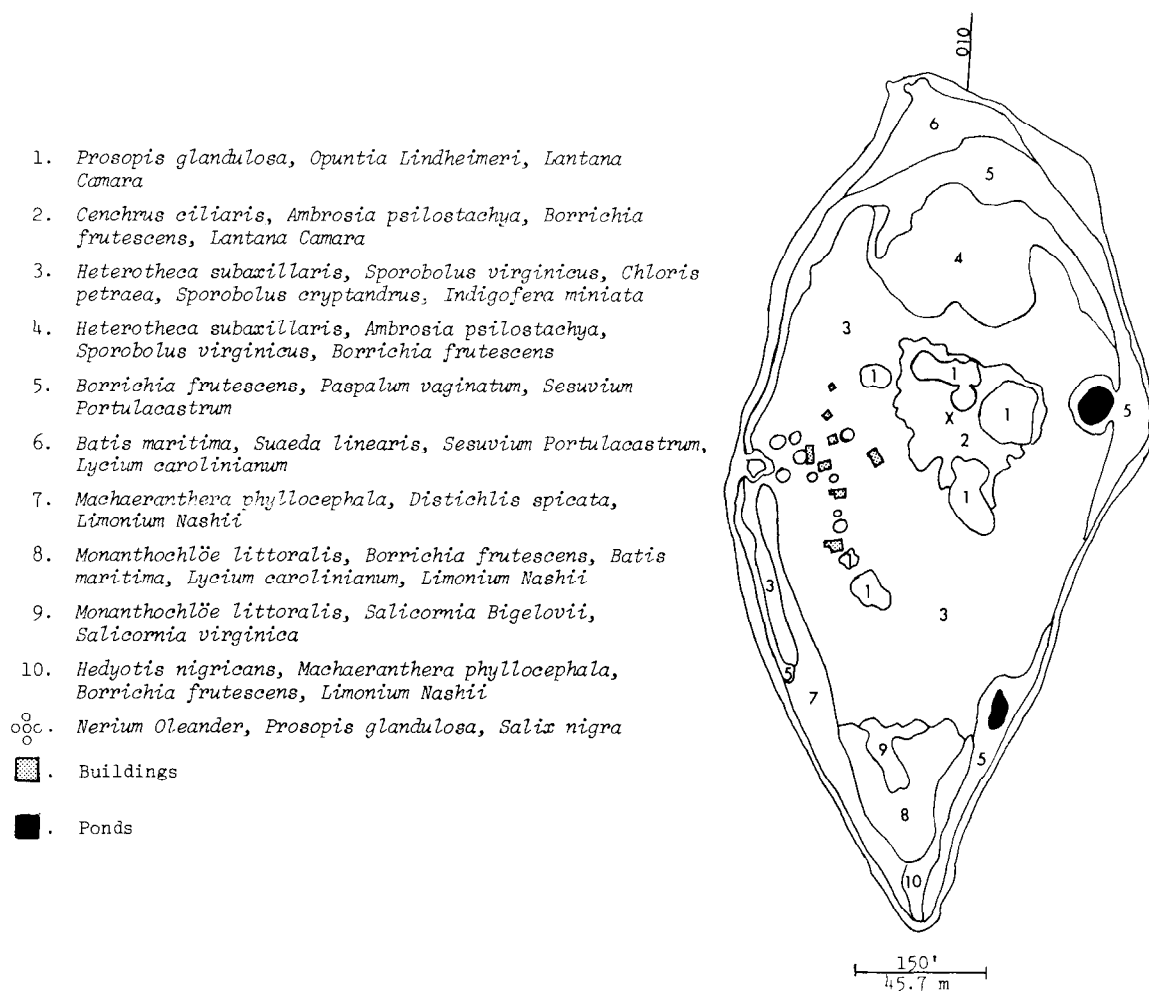 010
1. Prosopis glandulosa, Opuntia Lindheimeri, Lantana
Camara
2. Cenchrus ciliaris, Ambrosia psilostachya, Borrichia
frutescens, Lantana Camara
3. Heterotheca subaxillaris, Sporobolus virginicus, Chloris
petraea, Sporobolus cryptandrus, Indigofera miniata
4. Heterotheca subaxillaris, Ambrosia psilostachya,
Sporobolus virginicus, Borrichia frutescens
5. Borrichia frutescens, Paspalum vaginatum, Sesuvium
Portulacastrum
6. Batis maritima, Suaeda linearis, Sesuvium Portulacastrum,
Lycium carolinianum
7. Machaeranthera phyllocephala, Distichlis spicata,
Limonium Nashii
8. Monanthochlöe littoralis, Borrichia frutescens, Batis
maritima, Lycium carolinianum, Limonium Nashii
9. Monanthochlöe littoralis, Salicornia Bigelovii,
Salicornia virginica
10. Hedyotis nigricans, Machaeranthera phyllocephala,
Borrichia frutescens, Limonium Nashii
. Nerium Oleander, Prosopis glandulosa, Salix nigra
. Buildings
. Ponds
6
5
4
3
1
1
1
5
X
2
1
1
1
3
3
5
7
9
5
8
10
150'
45.7 m